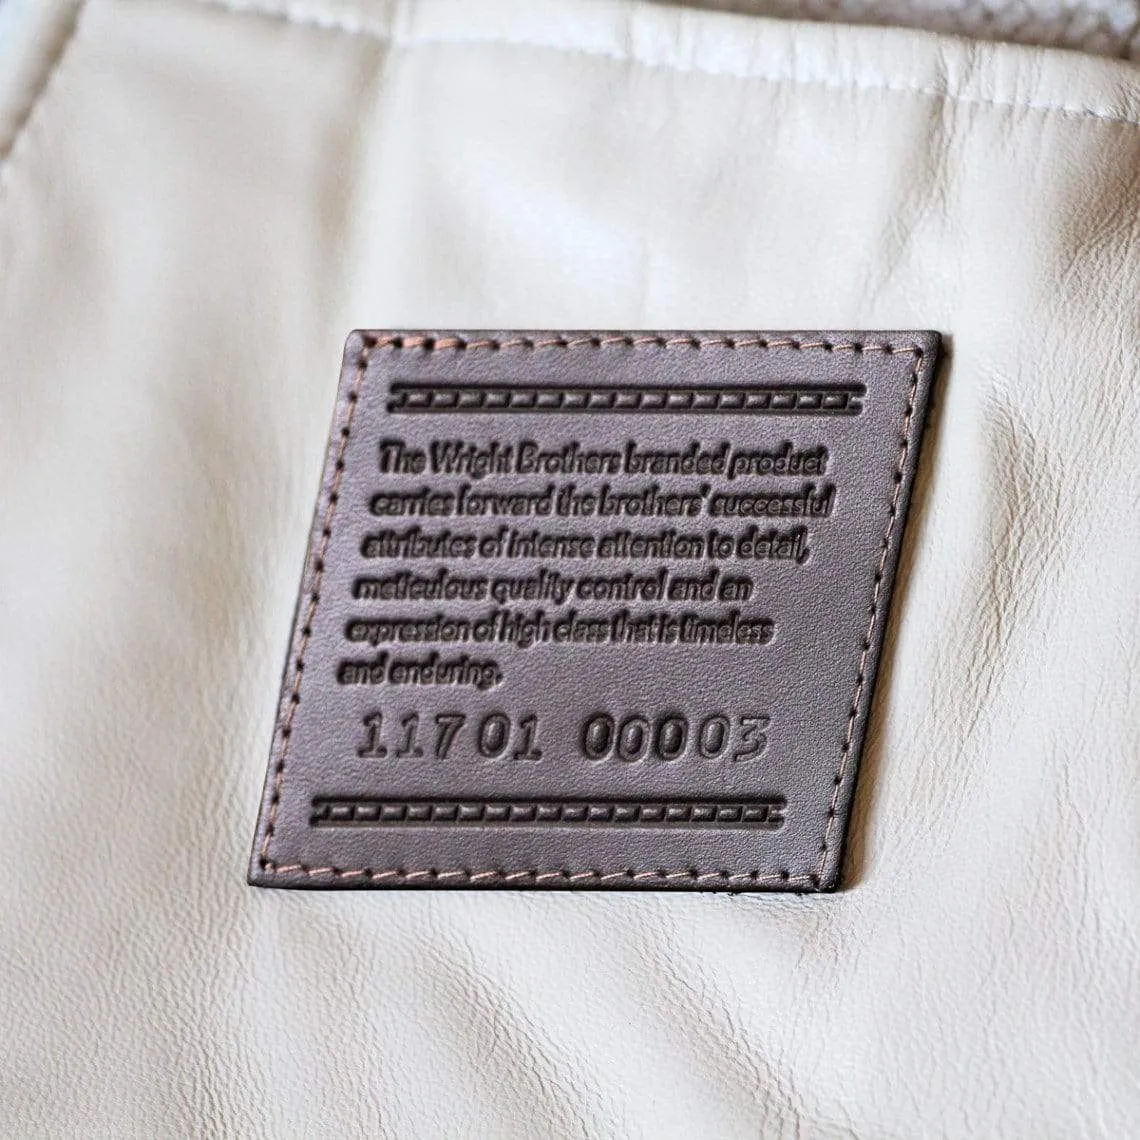 The Wright Brothers branded product
carries forward the brothers' successful
attributes of intense attention to detail,
meticulous quality control and an
expression of high class that is timeless
and enduring.
11701 00003